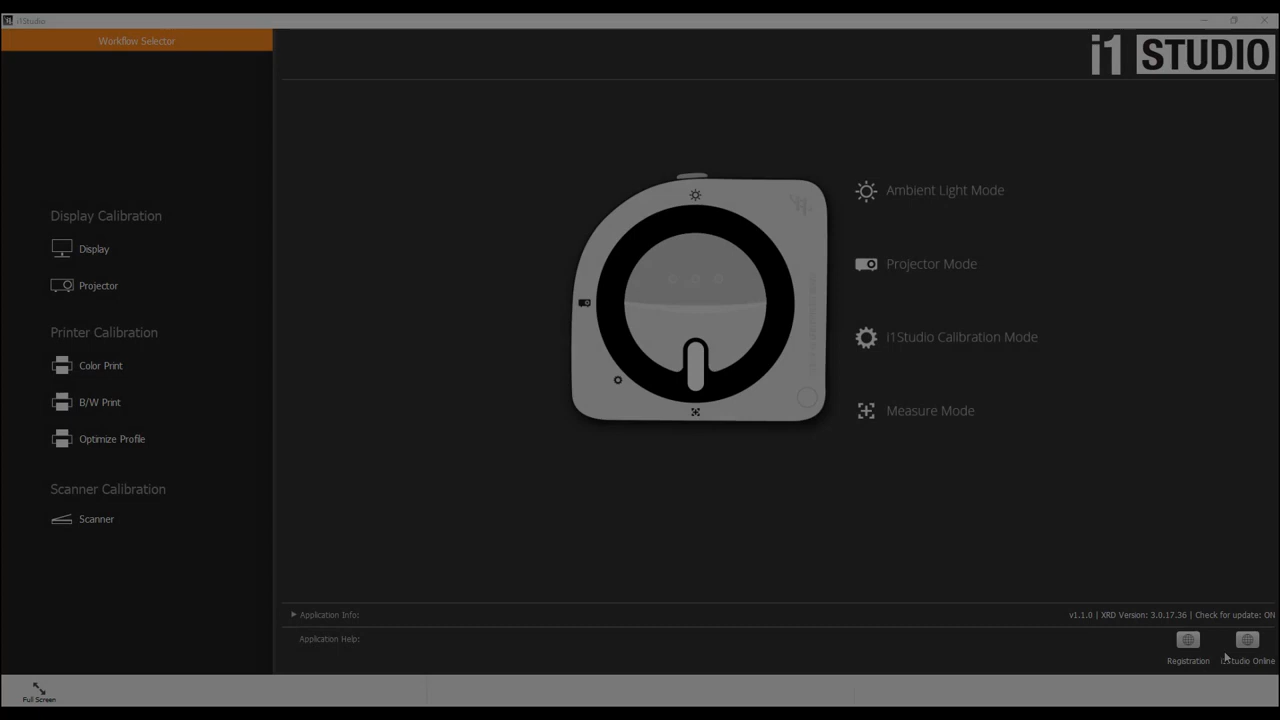 i1Studio
Workflow Selector
i1 STUDIO
Display Calibration
Display
Projector
Printer Calibration
Color Print
B/W Print
Optimize Profile
Scanner Calibration
Scanner
Ambient Light Mode
Projector Mode
i1Studio Calibration Mode
Measure Mode
Application Info:
v1.1.0 | XRD Version: 3.0.17.36 | Check for update: ON
Application Help:
Registration
i1Studio Online
Full Screen